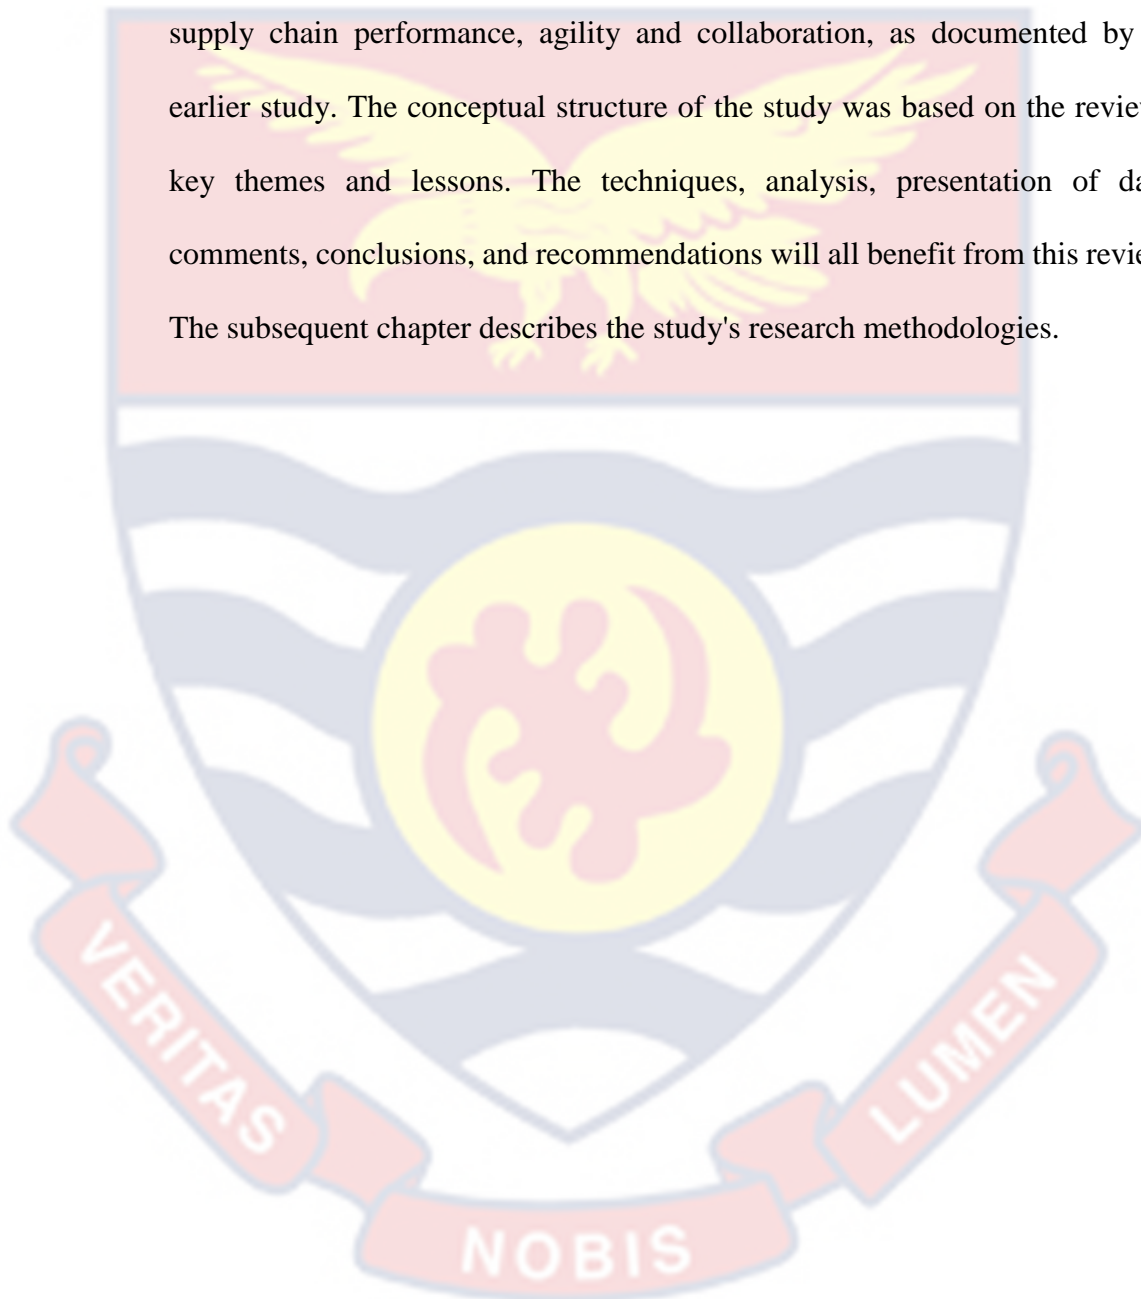 supply chain performance, agility and collaboration, as documented by
earlier study. The conceptual structure of the study was based on the
key themes and lessons. The techniques, analysis, presentation of
comments, conclusions, and recommendations will all benefit from this
The subsequent chapter describes the study's research methodologies.
VERITAS
NOBIS
LUMEN